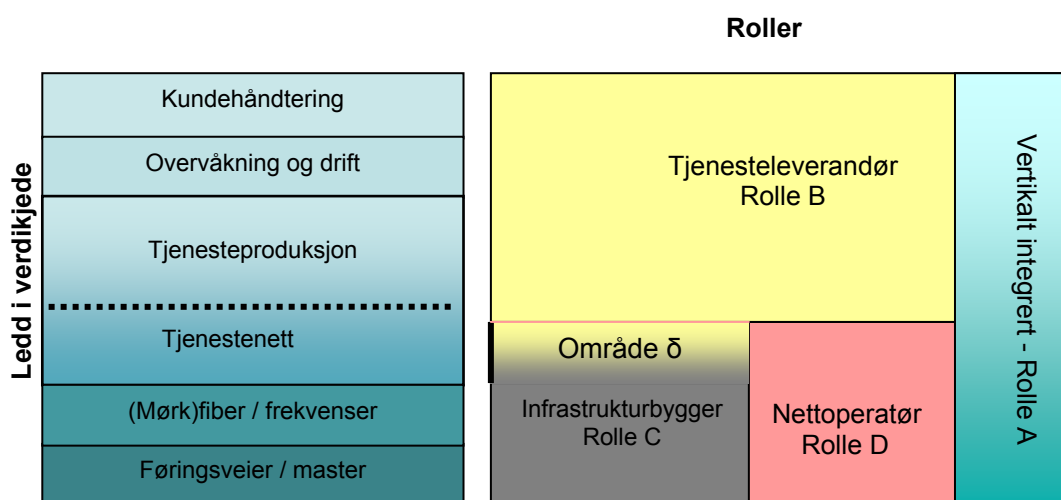 Roller
Ledd i verdikjede
Kundehåndtering
Overvåkning og drift
Tjenesteproduksjon
Tjenestenett
(Mørk)fiber / frekvenser
Føringsveier / master
Tjenesteleverandør
Rolle B
Område δ
Infrastrukturbygger
Rolle C
Nettoperatør
Rolle D
Vertikalt integrert - Rolle A